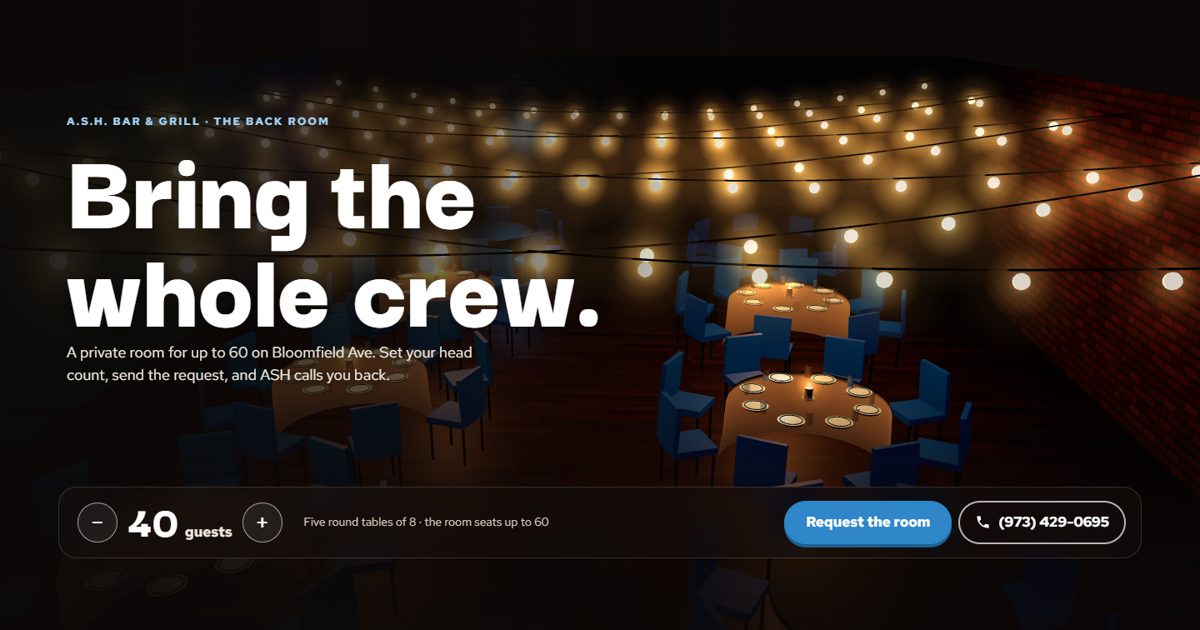 A.S.H. BAR & GRILL · THE BACK ROOM
Bring the
whole crew.
A private room for up to 60 on Bloomfield Ave. Set your head
count, send the request, and ASH calls you back.
− 40 guests + Five round tables of 8 · the room seats up to 60 Request the room (973) 429-0695